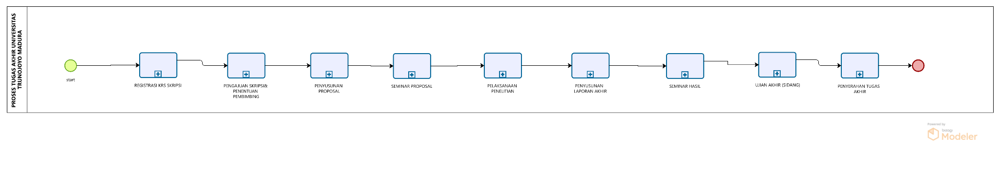 PROSES TUGAS AKHIR UNIVERSITAS
TRUNOJOYO MADURA
start
REGISTRASI KRS SKRIPSI
PENGAJUAN SKRIPSI&
PENENTUAN
PEMBIMBING
PENYUSUNAN
PROPOSAL
SEMINAR PROPOSAL
PELAKSANAAN
PENELITIAN
PENYUSUNAN
LAPORAN AKHIR
SEMINAR HASIL
UJIAN AKHIR (SIDANG)
PENYERAHAN TUGAS
AKHIR
Powered by
bizagi
Modeler